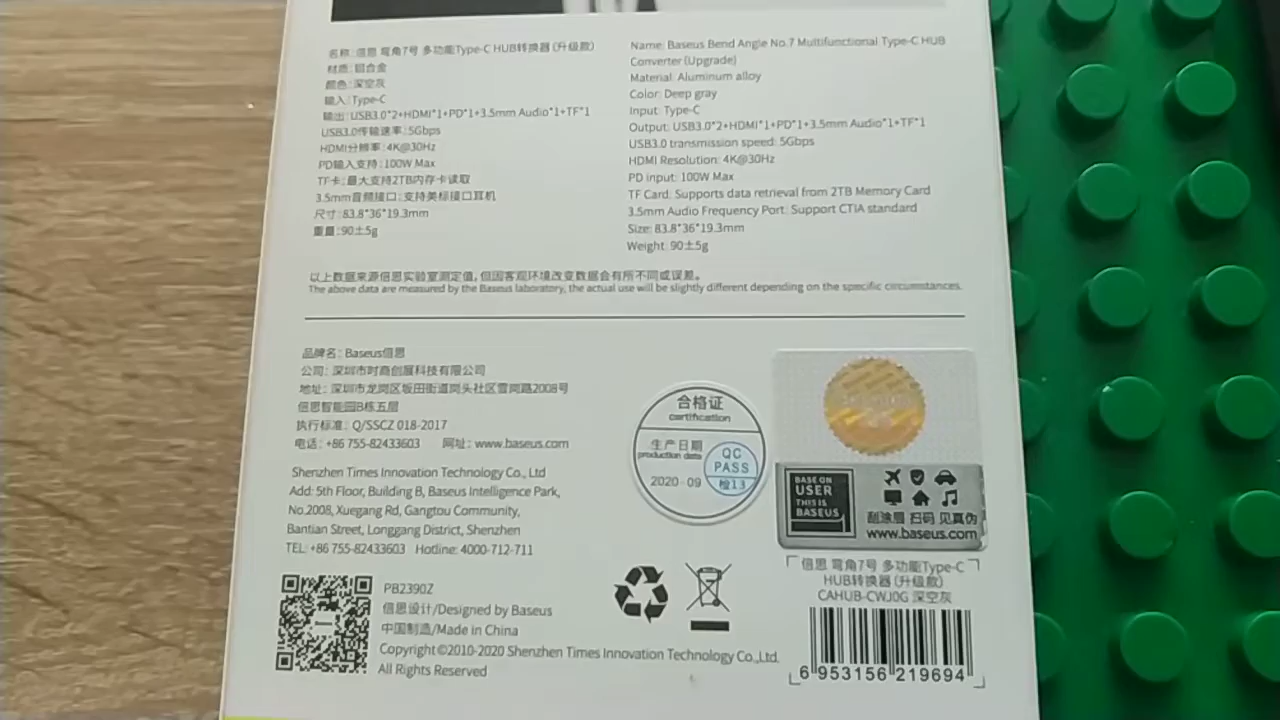 名称: 倍思 弯角7号 多功能Type-C HUB转换器 (升级款)
材质: 铝合金
颜色: 深空灰
输入: Type-C
输出: USB3.0*2+HDMI*1+PD*1+3.5mm Audio*1+TF*1
USB3.0传输速率: 5Gbps
HDMI分辨率: 4K@30Hz
PD输入支持: 100W Max
TF卡: 最大支持2TB内存卡读取
3.5mm音频接口: 支持美标接口耳机
尺寸: 83.8*36*19.3mm
重量: 90±5g
Name: Baseus Bend Angle No.7 Multifunctional Type-C HUB
Converter (Upgrade)
Material: Aluminum alloy
Color: Deep gray
Input: Type-C
Output: USB3.0*2+HDMI*1+PD*1+3.5mm Audio*1+TF*1
USB3.0 transmission speed: 5Gbps
HDMI Resolution: 4K@30Hz
PD input: 100W Max
TF Card: Supports data retrieval from 2TB Memory Card
3.5mm Audio Frequency Port: Support CTIA standard
Size: 83.8*36*19.3mm
Weight: 90±5g
以上数据来源倍思实验室测定值, 但因客观环境改变数据会有所不同或误差。
The above data are measured by the Baseus laboratory, the actual use will be slightly different depending on the specific circumstances.
品牌名: Baseus倍思
公司: 深圳市时商创展科技有限公司
地址: 深圳市龙岗区坂田街道岗头社区雪岗路2008号
倍思智能园B栋五层
执行标准: Q/SSCZ 018-2017
电话: +86 755-82433603 网址: www.baseus.com
Shenzhen Times Innovation Technology Co., Ltd
Add: 5th Floor, Building B, Baseus Intelligence Park,
No.2008, Xuegang Rd, Gangtou Community,
Bantian Street, Longgang District, Shenzhen
TEL: +86 755-82433603 Hotline: 4000-712-711
PB2390Z
倍思设计/Designed by Baseus
中国制造/Made in China
Copyright©2010-2020 Shenzhen Times Innovation Technology Co.,Ltd.
All Rights Reserved
合格证
certification
生产日期
production date
2020-09
QC
PASS
检13
BASE ON
USER
THIS IS
BASEUS
刮涂层 扫码 见真伪
www.baseus.com
倍思 弯角7号 多功能Type-C
HUB转换器 (升级款)
CAHUB-CWJ0G 深空灰
6 953156 219694